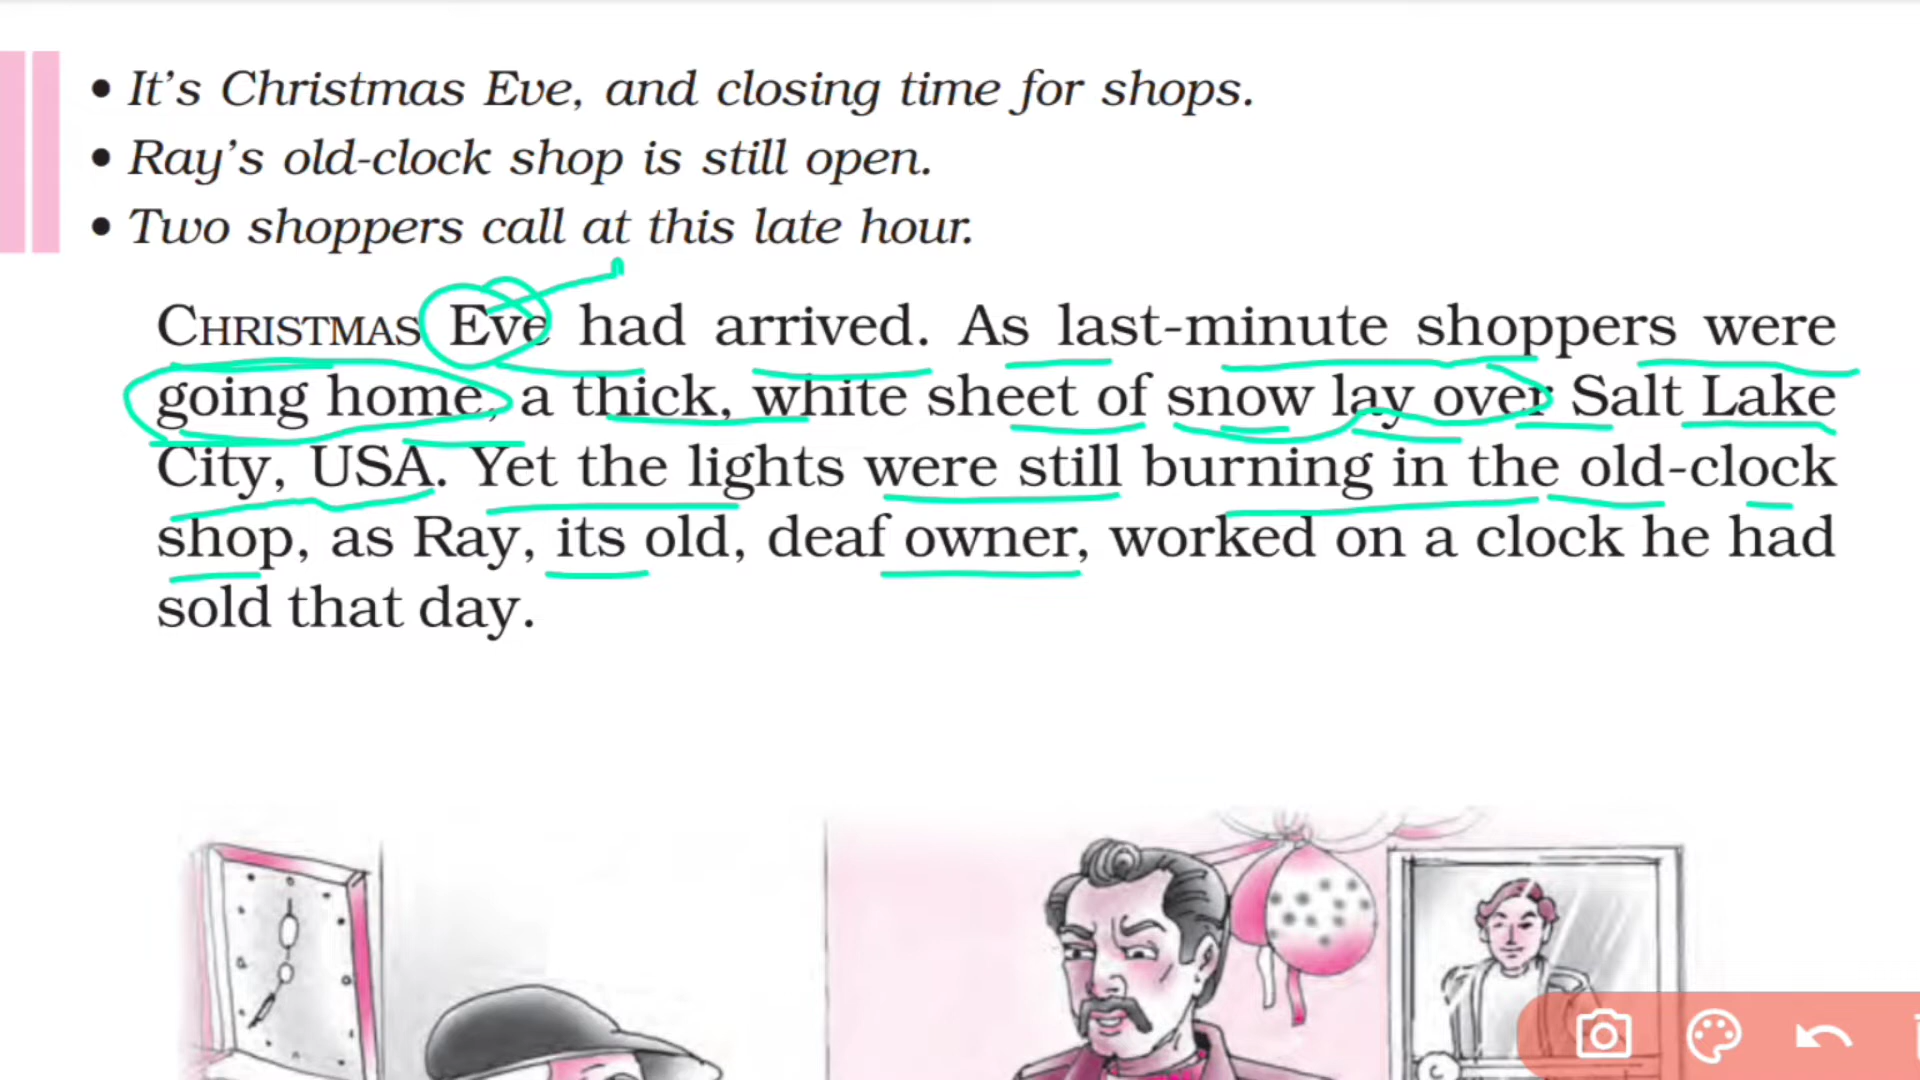 • It's Christmas Eve, and closing time for shops.
• Ray's old-clock shop is still open.
• Two shoppers call at this late hour.
CHRISTMAS Eve had arrived. As last-minute shoppers were
going home, a thick, white sheet of snow lay over Salt Lake
City, USA. Yet the lights were still burning in the old-clock
shop, as Ray, its old, deaf owner, worked on a clock he had
sold that day.